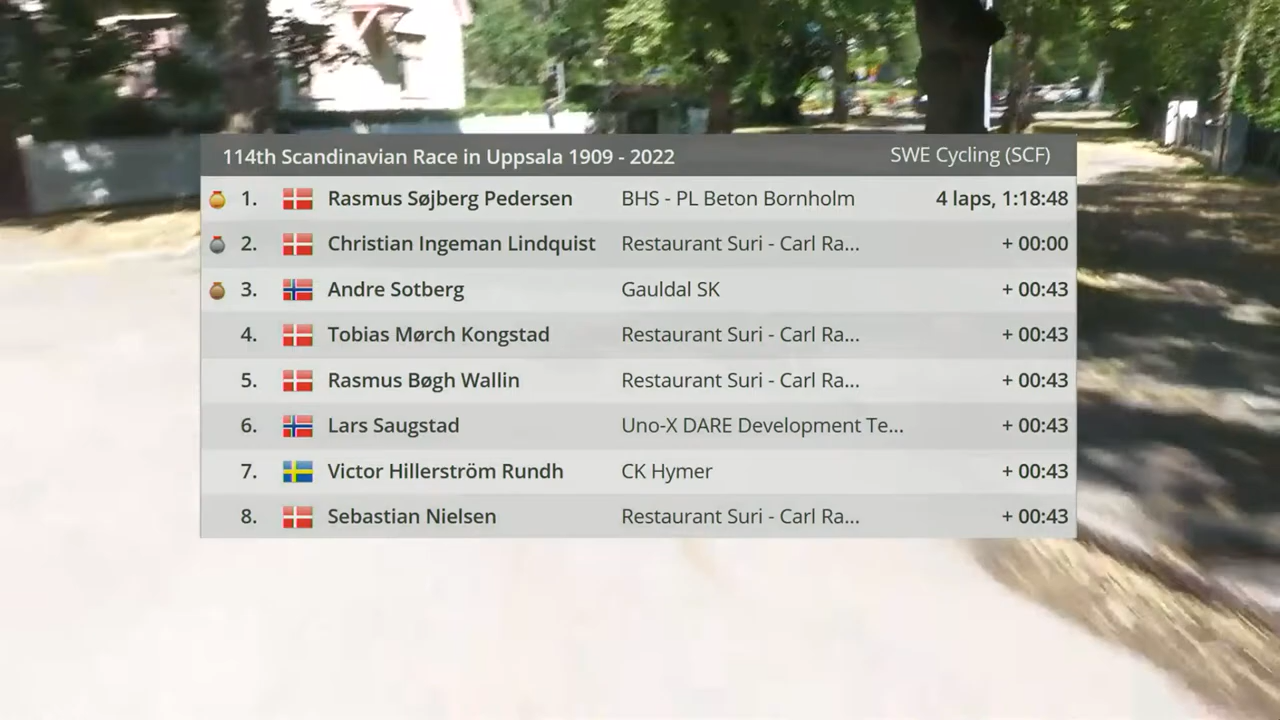 114th Scandinavian Race in Uppsala 1909 - 2022 SWE Cycling (SCF)
1. Rasmus Søjberg Pedersen BHS - PL Beton Bornholm 4 laps, 1:18:48
2. Christian Ingeman Lindquist Restaurant Suri - Carl Ra... + 00:00
3. Andre Sotberg Gauldal SK + 00:43
4. Tobias Mørch Kongstad Restaurant Suri - Carl Ra... + 00:43
5. Rasmus Bøgh Wallin Restaurant Suri - Carl Ra... + 00:43
6. Lars Saugstad Uno-X DARE Development Te... + 00:43
7. Victor Hillerström Rundh CK Hymer + 00:43
8. Sebastian Nielsen Restaurant Suri - Carl Ra... + 00:43